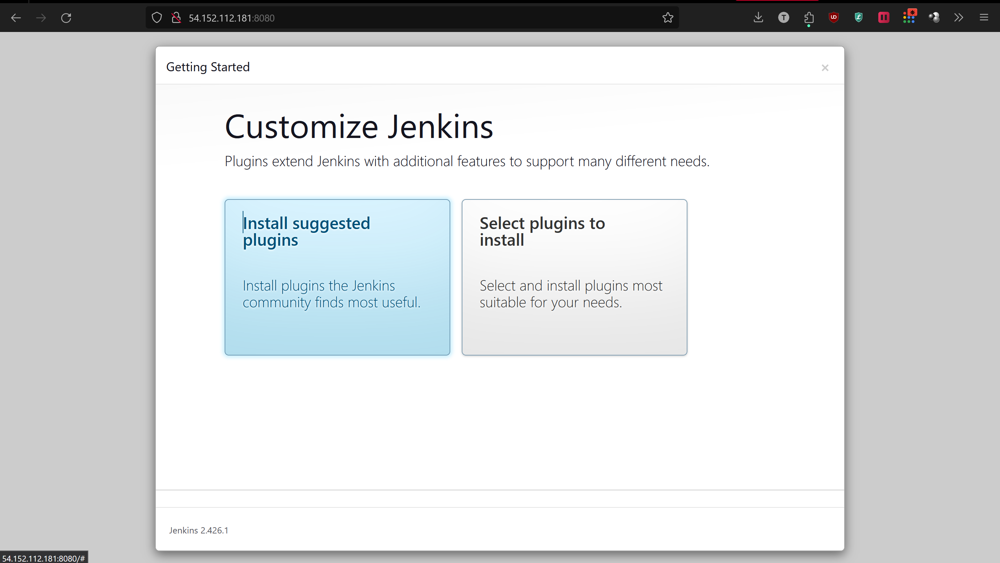 54.152.112.181:8080
T
Getting Started
×
Customize Jenkins
Plugins extend Jenkins with additional features to support many different needs.
Install suggested
plugins
Install plugins the Jenkins
community finds most useful.
Select plugins to
install
Select and install plugins most
suitable for your needs.
Jenkins 2.426.1
54.152.112.181:8080/#